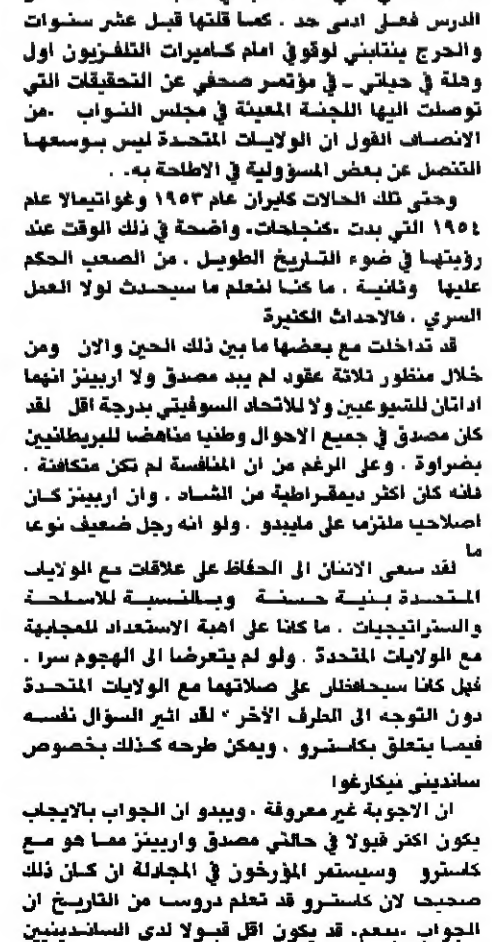 الدرس فعلى ادنى حد . كما قلتها قبل عشر سنوات
والحرج ينتابني لوقوفي امام كاميرات التلفزيون اول
وهلة في حياتي - في مؤتمر صحفي عن التحقيقات التي
توصلت اليها اللجنة المعينة في مجلس النواب .من
الانصاف القول ان الولايات المتحدة ليس بوسعها
التنصل عن بعض المسؤولية في الاطاحة به. .
وحتى تلك الحالات كايران عام ١٩٥٣ وغواتيمالا عام
١٩٥٤ التي بدت .كنجاحات. واضحة في ذلك الوقت عند
رؤيتها في ضوء التاريخ الطويل . من الصعب الحكم
عليها وثانية . ما كنا لنعلم ما سيحدث لولا العمل
السري . فالاحداث الكثيرة
قد تداخلت مع بعضها ما بين ذلك الحين والان ومن
خلال منظور ثلاثة عقود لم يبد مصدق ولا اربينز انهما
اداتان للشيوعيين ولا للاتحاد السوفيتي بدرجة اقل لقد
كان مصدق في جميع الاحوال وطنيا مناهضا للبريطانيين
بضراوة . وعلى الرغم من ان المنافسة لم تكن متكافئة .
فانه كان اكثر ديمقراطية من الشاه . وان اربينز كان
اصلاحيا ملتزما على مايبدو . ولو انه رجل ضعيف نوعا
ما
لقد سعى الاثنان الى الحفاظ على علاقات مع الولايات
المتحدة بنية حسنة وبالنسبة للاسلحة
والستراتيجيات . ما كانا على اهبة الاستعداد للمجابهة
مع الولايات المتحدة . ولو لم يتعرضا الى الهجوم سرا .
فهل كانا سيحافظان على صلاتهما مع الولايات المتحدة
دون التوجه الى الطرف الآخر ؟ لقد اثير السؤال نفسه
فيما يتعلق بكاسترو . ويمكن طرحه كذلك بخصوص
سانديني نيكارغوا
ان الاجوبة غير معروفة . ويبدو ان الجواب بالايجاب
يكون اكثر قبولا في حالتي مصدق واربينز مما هو مع
كاسترو وسيستمر المؤرخون في المجادلة ان كان ذلك
صحيحا لان كاسترو قد تعلم دروسا من التاريخ ان
الجواب .بنعم. قد يكون اقل قبولا لدى الساندينيين